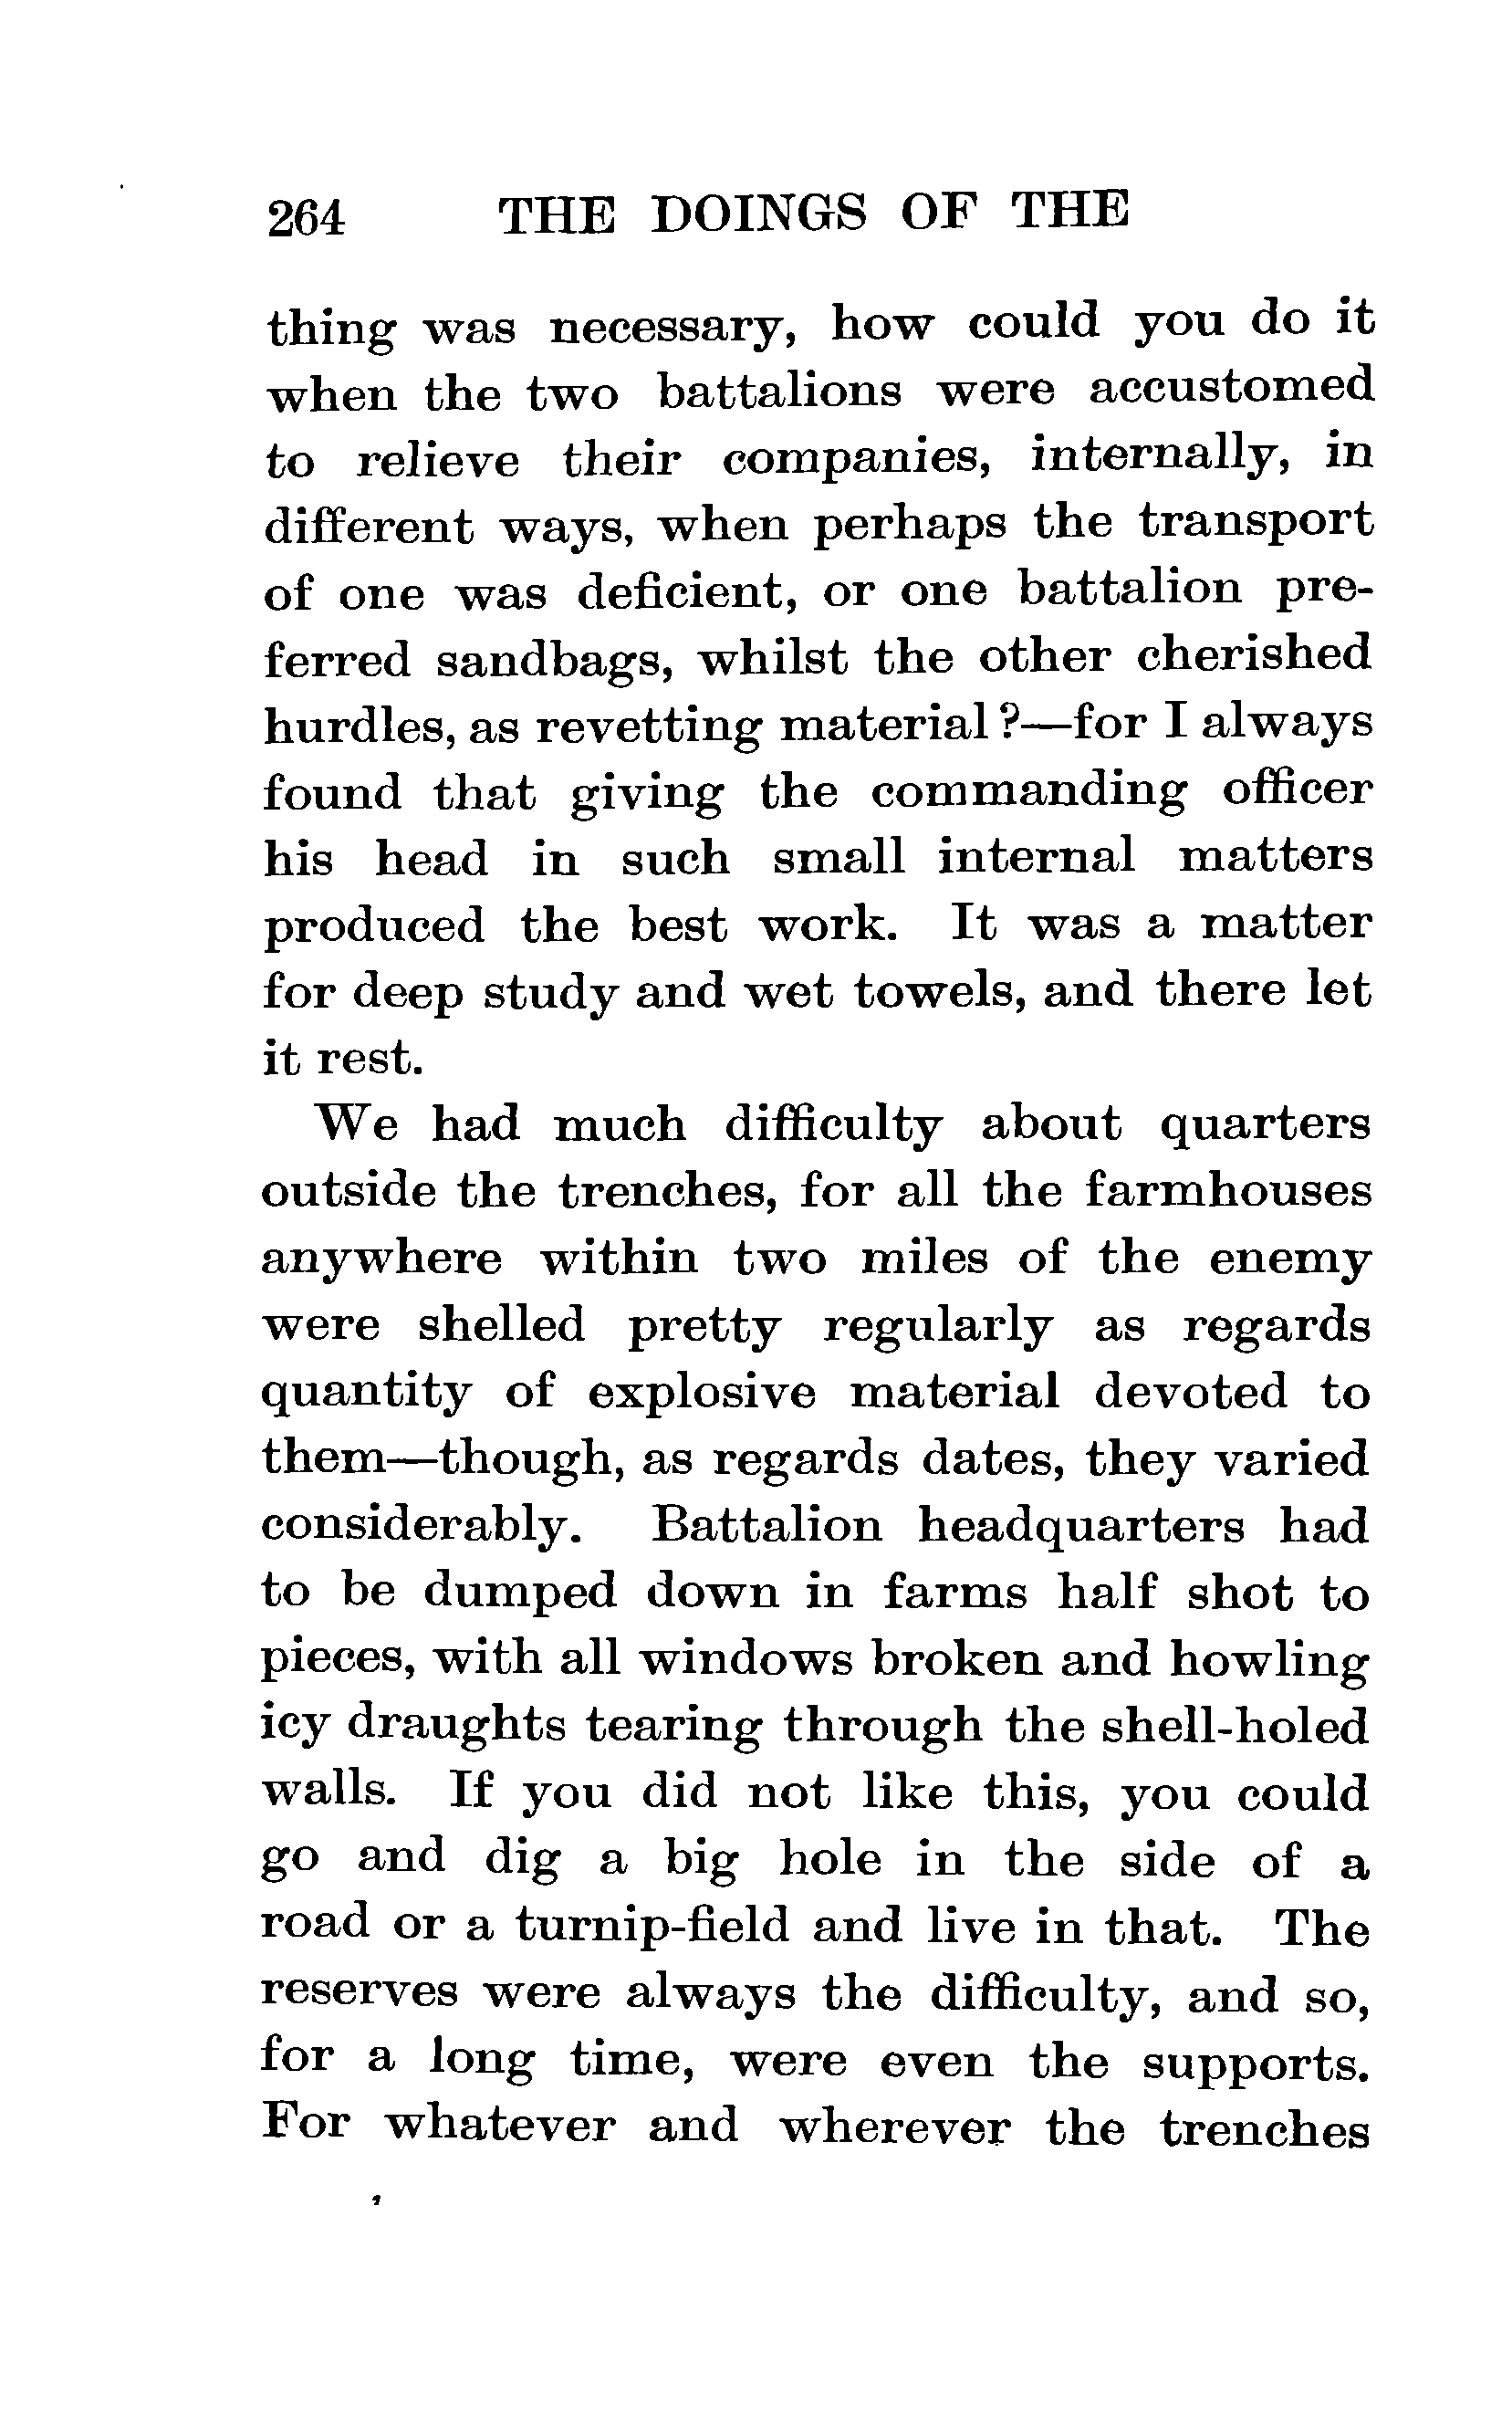 264 THE DOINGS OF THE
thing was necessary, how could you do it
when the two battalions were accustomed
to relieve their companies, internally, in
different ways, when perhaps the transport
of one was deficient, or one battalion pre-
ferred sandbags, whilst the other cherished
hurdles, as revetting material ?—for I always
found that giving the commanding officer
his head in such small internal matters
produced the best work. It was a matter
for deep study and wet towels, and there let
it rest.
We had much difficulty about quarters
outside the trenches, for all the farmhouses
anywhere within two miles of the enemy
were shelled pretty regularly as regards
quantity of explosive material devoted to
them—though, as regards dates, they varied
considerably. Battalion headquarters had
to be dumped down in farms half shot to
pieces, with all windows broken and howling
icy draughts tearing through the shell-holed
walls. If you did not like this, you could
go and dig a big hole in the side of a
road or a turnip-field and live in that. The
reserves were always the difficulty, and so,
for a long time, were even the supports.
For whatever and wherever the trenches